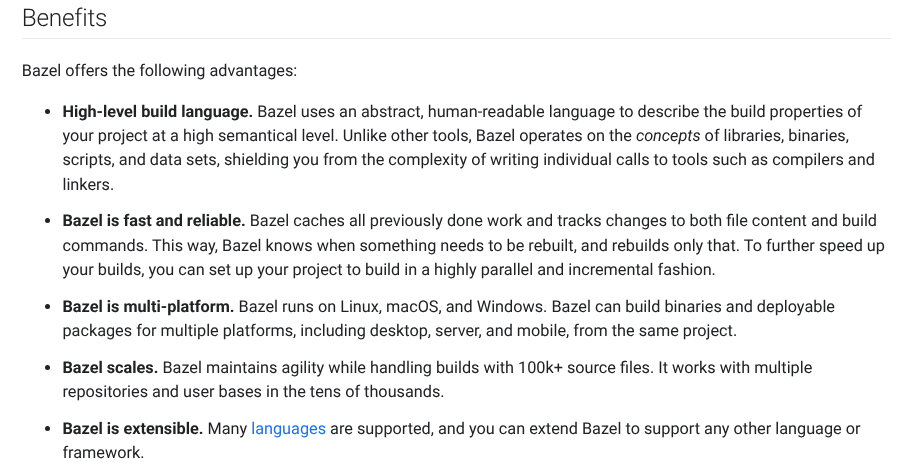 Benefits
Bazel offers the following advantages:
• High-level build language. Bazel uses an abstract, human-readable language to describe the build properties of
your project at a high semantical level. Unlike other tools, Bazel operates on the concepts of libraries, binaries,
scripts, and data sets, shielding you from the complexity of writing individual calls to tools such as compilers and
linkers.
• Bazel is fast and reliable. Bazel caches all previously done work and tracks changes to both file content and build
commands. This way, Bazel knows when something needs to be rebuilt, and rebuilds only that. To further speed up
your builds, you can set up your project to build in a highly parallel and incremental fashion.
• Bazel is multi-platform. Bazel runs on Linux, macOS, and Windows. Bazel can build binaries and deployable
packages for multiple platforms, including desktop, server, and mobile, from the same project.
• Bazel scales. Bazel maintains agility while handling builds with 100k+ source files. It works with multiple
repositories and user bases in the tens of thousands.
• Bazel is extensible. Many languages are supported, and you can extend Bazel to support any other language or
framework.